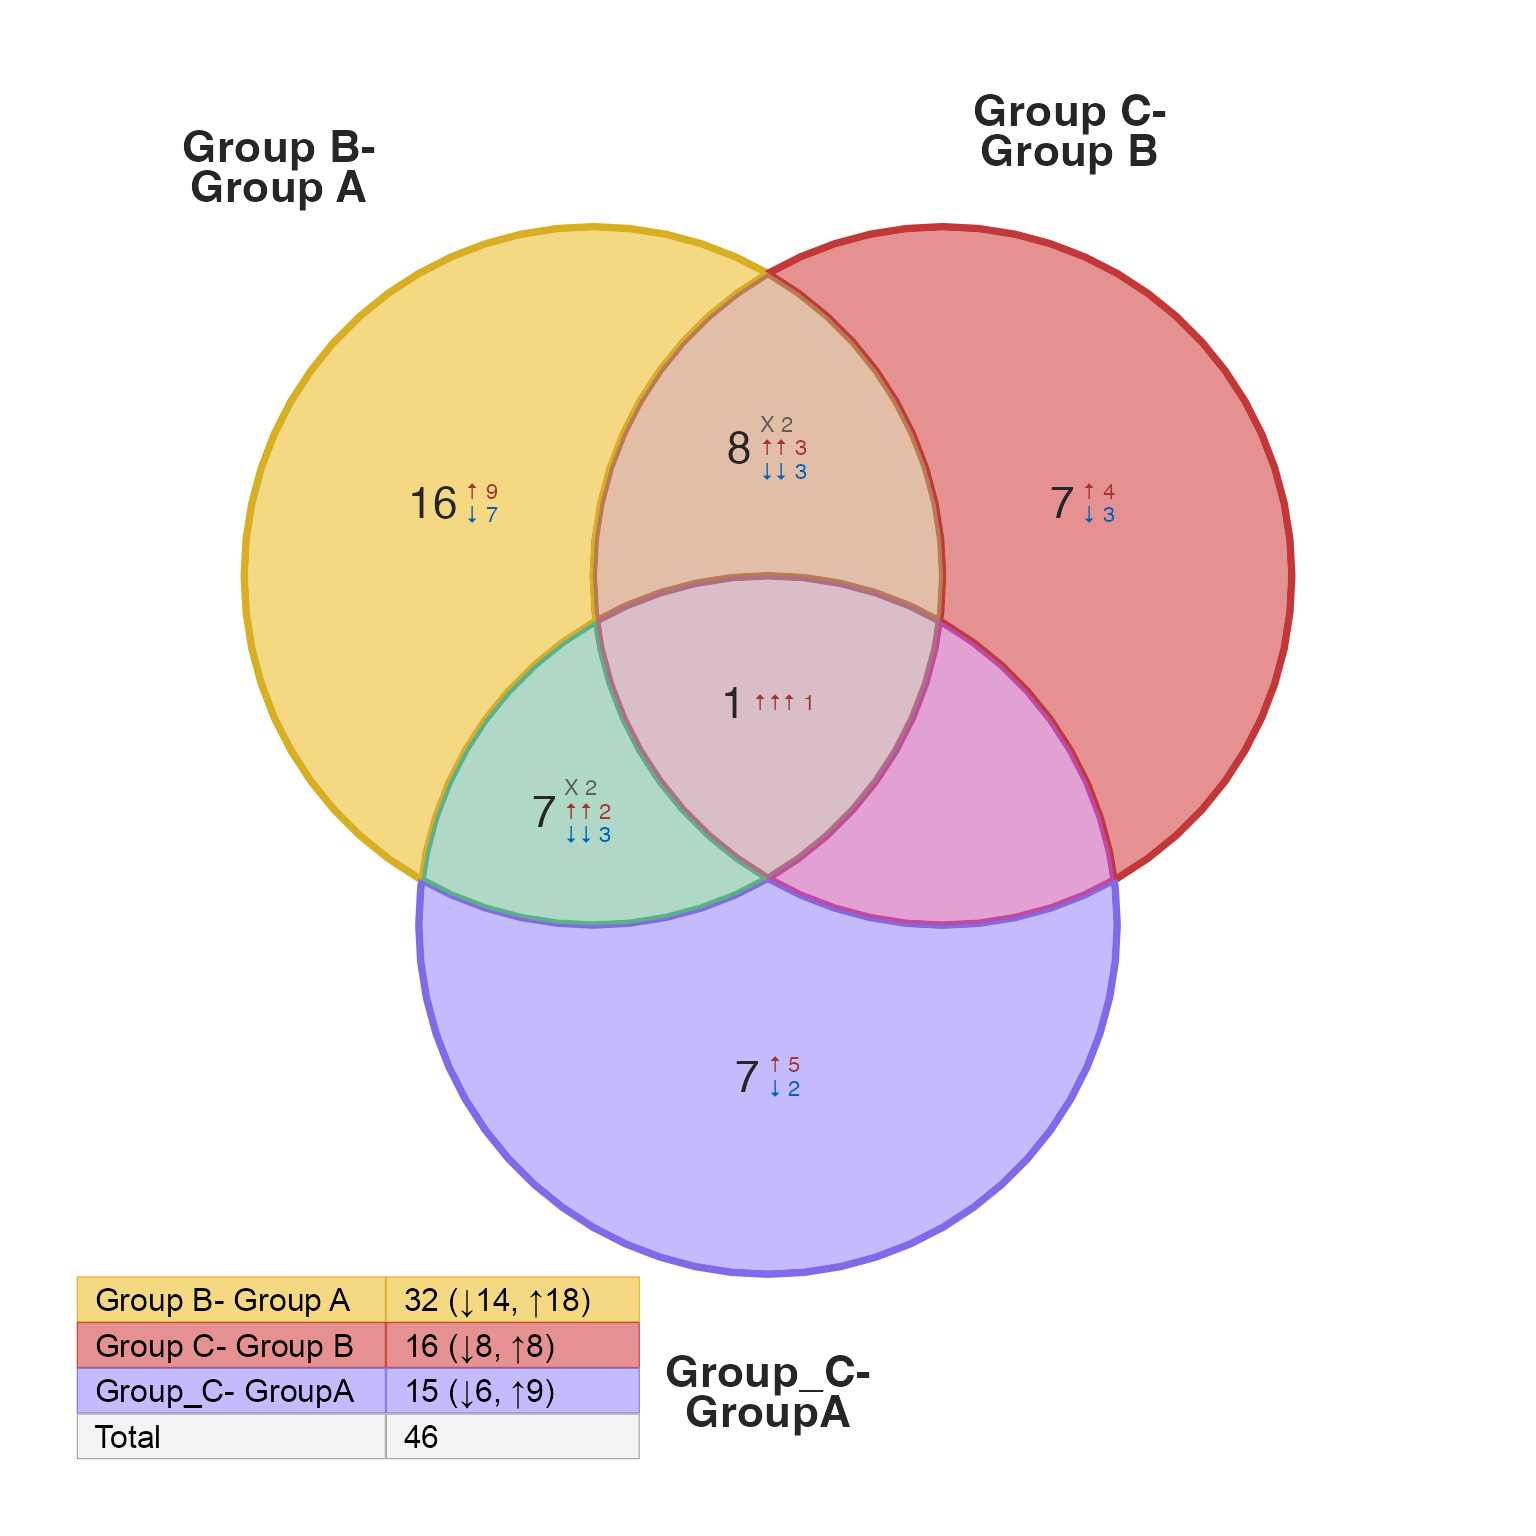 Group B-
Group A
Group C-
Group B
X 2
8 ↑↑ 3
↓↓ 3
16 ↑ 9
↓ 7
7 ↑ 4
↓ 3
1 ↑↑↑ 1
X 2
7 ↑↑ 2
↓↓ 3
7 ↑ 5
↓ 2
Group B- Group A 32 (↓14, ↑18)
Group C- Group B 16 (↓8, ↑8)
Group_C- GroupA 15 (↓6, ↑9)
Total 46
Group_C-
GroupA